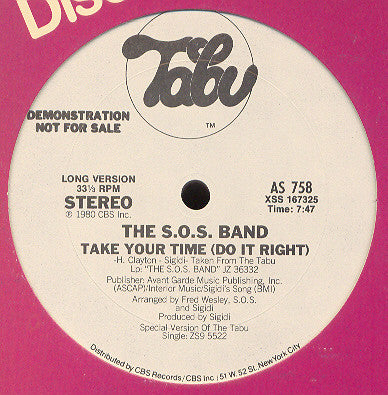 Disc
Tabu
TM
DEMONSTRATION
NOT FOR SALE
LONG VERSION
33⅓ RPM
STEREO
℗ 1980 CBS Inc.
AS 758
XSS 167325
Time: 7:47
THE S.O.S. BAND
TAKE YOUR TIME (DO IT RIGHT)
-H. Clayton - Sigidi- Taken From The Tabu
Lp: "THE S.O.S. BAND" JZ 36332
Publisher: Avant Garde Music Publishing, Inc.
(ASCAP)/Interior Music/Sigidi's Song (BMI)
Arranged by Fred Wesley, S.O.S.
and Sigidi
Produced by Sigidi
Special Version Of The Tabu
Single: ZS9 5522
Distributed by CBS Records/CBS Inc./51 W. 52 St. New York City